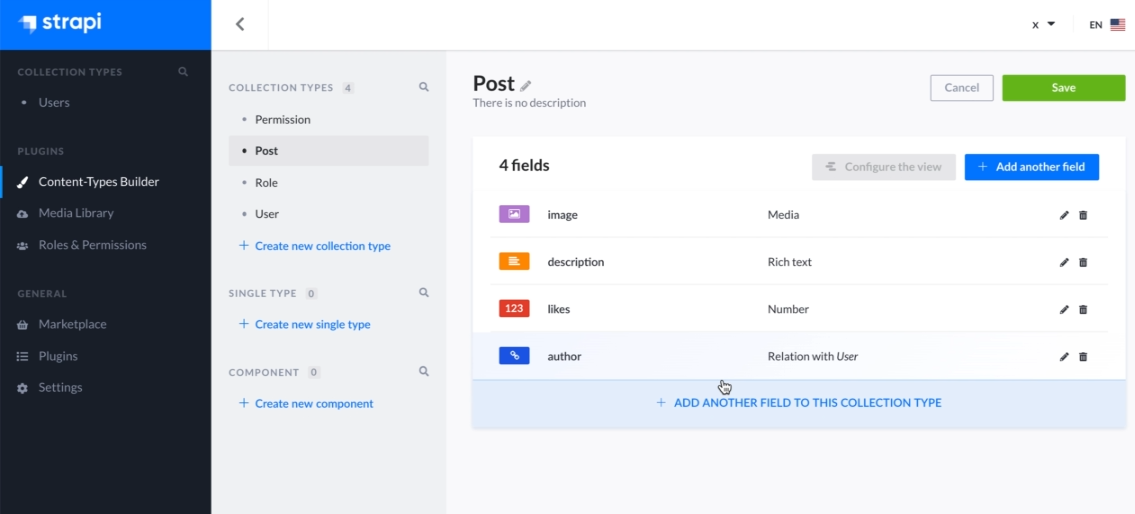 strapi
x
EN
COLLECTION TYPES
Users
PLUGINS
Content-Types Builder
Media Library
Roles & Permissions
GENERAL
Marketplace
Plugins
Settings
COLLECTION TYPES 4
Permission
Post
Role
User
+ Create new collection type
SINGLE TYPE 0
+ Create new single type
COMPONENT 0
+ Create new component
Post
There is no description
Cancel
Save
4 fields
Configure the view
+ Add another field
image Media
description Rich text
123 likes Number
author Relation with User
+ ADD ANOTHER FIELD TO THIS COLLECTION TYPE